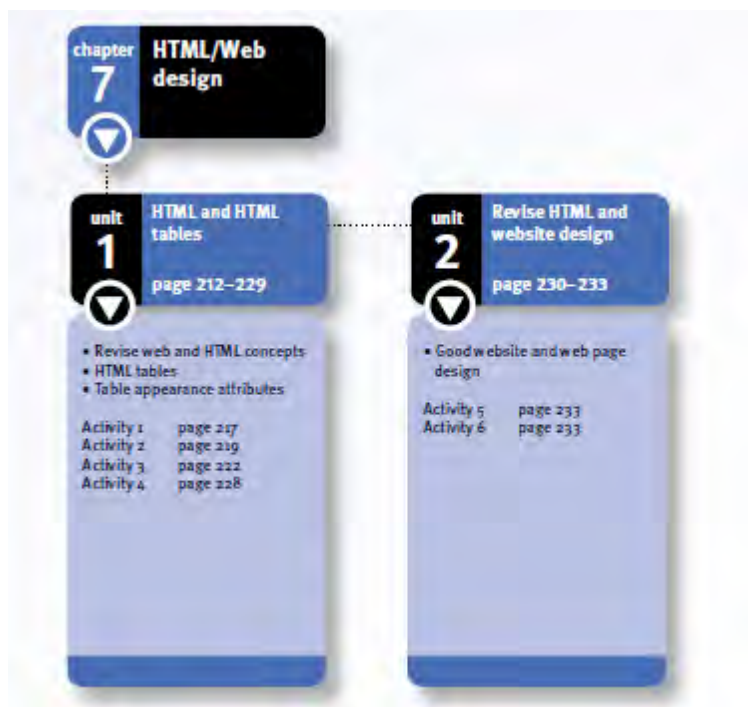 chapter
7
HTML/Web
design
unit
1
HTML and HTML
tables
page 212–229
• Revise web and HTML concepts
• HTML tables
• Table appearance attributes
Activity 1 page 217
Activity 2 page 219
Activity 3 page 222
Activity 4 page 228
unit
2
Revise HTML and
website design
page 230–233
• Good website and web page
design
Activity 5 page 233
Activity 6 page 233